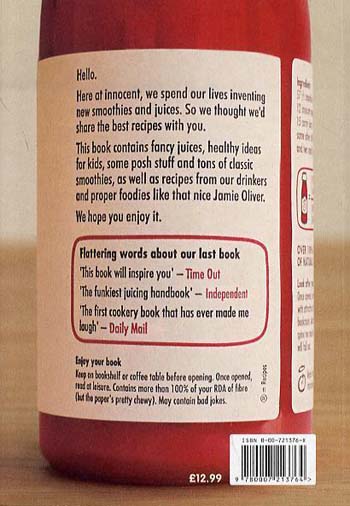 Hello.
Here at innocent, we spend our lives inventing
new smoothies and juices. So we thought we'd
share the best recipes with you.
This book contains fancy juices, healthy ideas
for kids, some posh stuff and tons of classic
smoothies, as well as recipes from our drinkers
and proper foodies like that nice Jamie Oliver.
We hope you enjoy it.
Flattering words about our last book
'This book will inspire you' – Time Out
'The funkiest juicing handbook' – Independent
'The first cookery book that has ever made me
laugh' – Daily Mail
Enjoy your book
Keep on bookshelf or coffee table before opening. Once opened,
read at leisure. Contains more than 100% of your RDA of fibre
(but the paper's pretty chewy). May contain bad jokes.
® = Recipes
£12.99
ISBN 0-00-721376-X
9 780007 213764